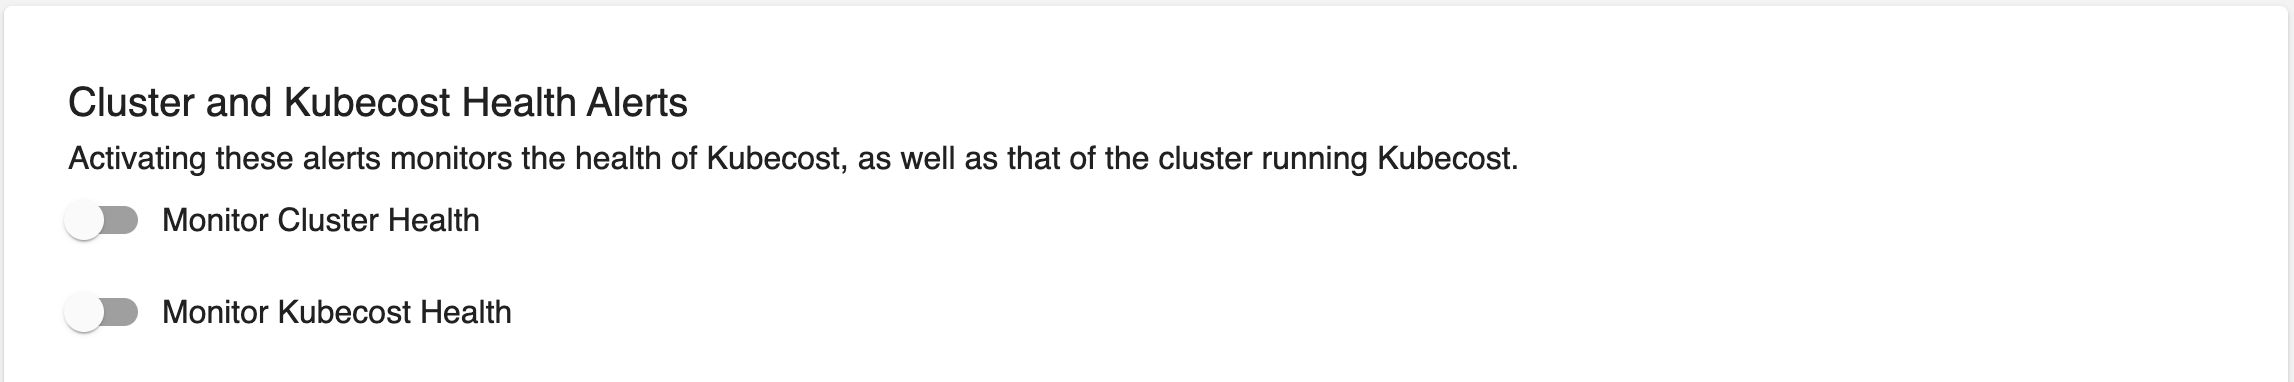 Cluster and Kubecost Health Alerts
Activating these alerts monitors the health of Kubecost, as well as that of the cluster running Kubecost.
Monitor Cluster Health
Monitor Kubecost Health